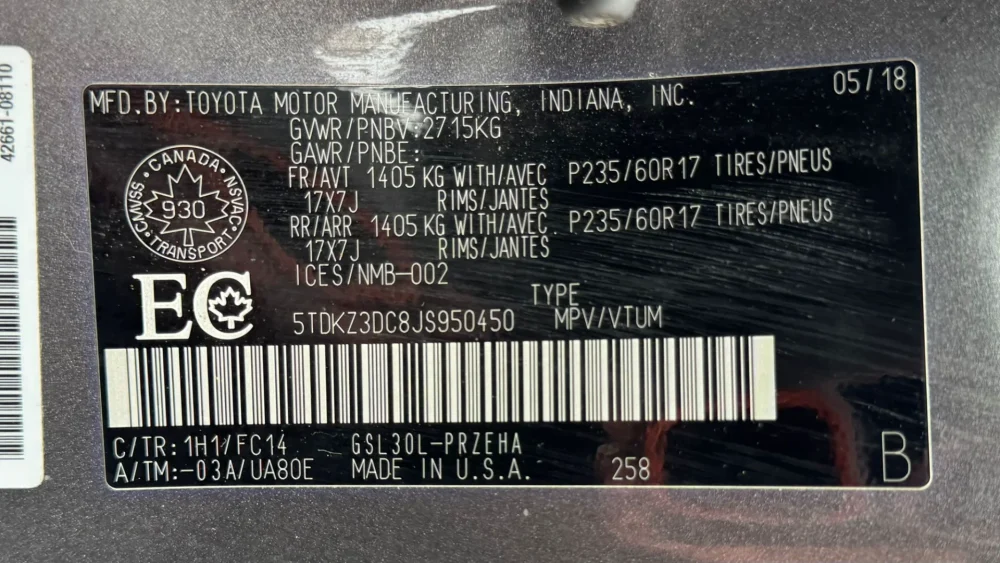 42661-08110
MFD.BY:TOYOTA MOTOR MANUFACTURING, INDIANA, INC. 05/18
GVWR/PNBV:2715KG
GAWR/PNBE:
FR/AVT 1405 KG WITH/AVEC P235/60R17 TIRES/PNEUS
17X7J RIMS/JANTES
RR/ARR 1405 KG WITH/AVEC P235/60R17 TIRES/PNEUS
17X7J RIMS/JANTES
ICES/NMB-002
CANADA
NSVAC
TRANSPORT
CMVSS
930
EC
TYPE
5TDKZ3DC8JS950450 MPV/VTUM
C/TR: 1H1/FC14 GSL30L-PRZEHA
A/TM:-03A/UA80E MADE IN U.S.A. 258
B